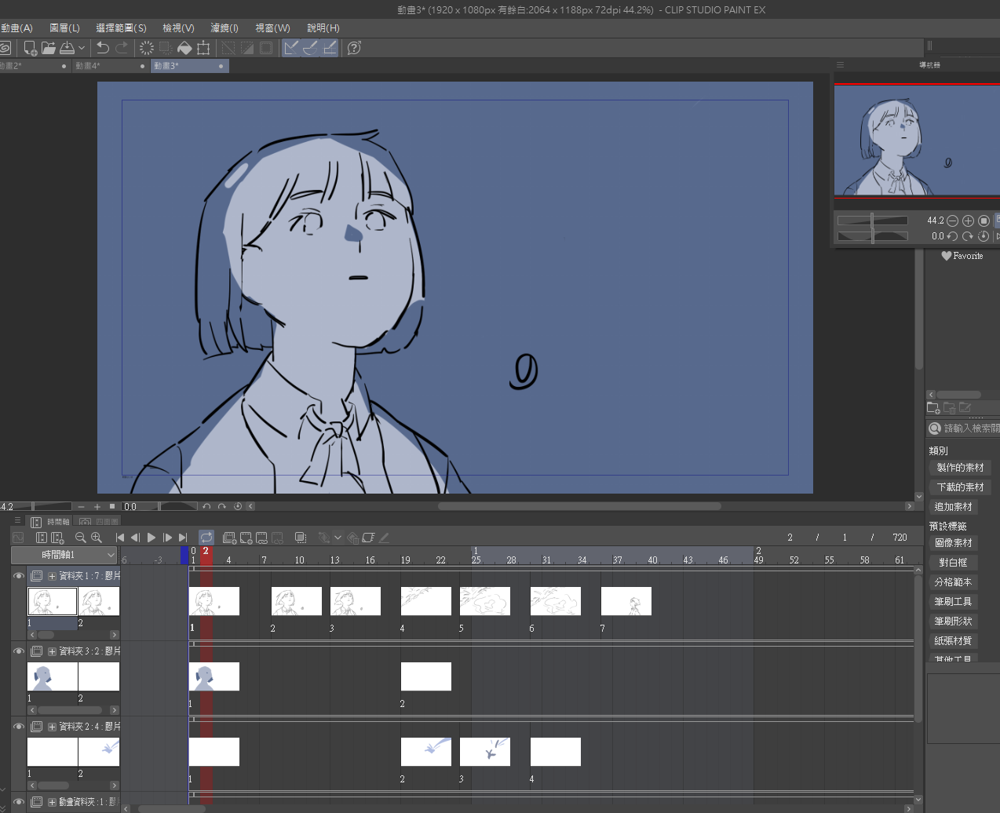 動畫3* (1920 x 1080px 有餘白:2064 x 1188px 72dpi 44.2%) - CLIP STUDIO PAINT EX
動畫(A) 圖層(L) 選擇範圍(S) 檢視(V) 濾鏡(I) 視窗(W) 說明(H)
動畫2* 動畫4* 動畫3*
導航器
44.2
0.0
Favorite
請輸入檢索關
類別
製作的素材
下載的素材
追加素材
預設標籤
圖像素材
對白框
分格範本
筆刷工具
筆刷形狀
紙張材質
其他工具
4.2 0.0
時間軸 四面圖
2 / 1 / 720
時間軸1
0 2 1 2
-6 -3 1 4 7 10 13 16 19 22 25 28 31 34 37 40 43 46 49 52 55 58 61
資料夾 1 : 7 : 膠片
1 2
1 2 3 4 5 6 7
資料夾 3 : 2 : 膠片
1 2
1 2
資料夾 2 : 4 : 膠片
1 2
1 2 3 4
動畫資料夾 : 1 : 膠片